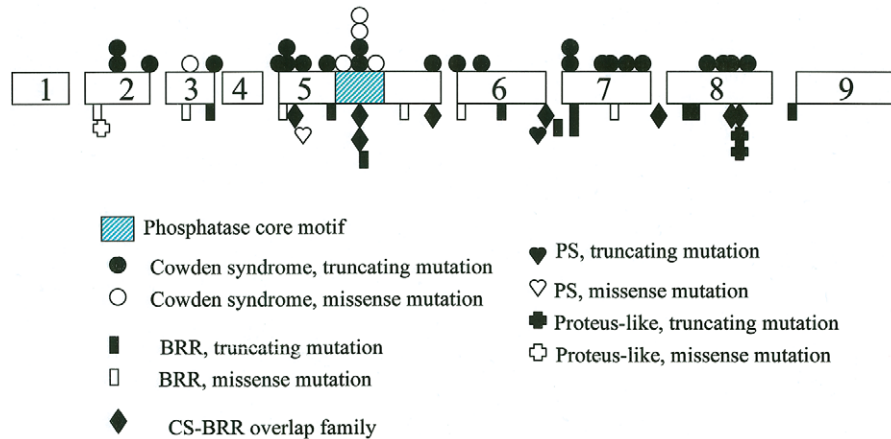 1 2 3 4 5 6 7 8 9
Phosphatase core motif
Cowden syndrome, truncating mutation
Cowden syndrome, missense mutation
BRR, truncating mutation
BRR, missense mutation
CS-BRR overlap family
PS, truncating mutation
PS, missense mutation
Proteus-like, truncating mutation
Proteus-like, missense mutation